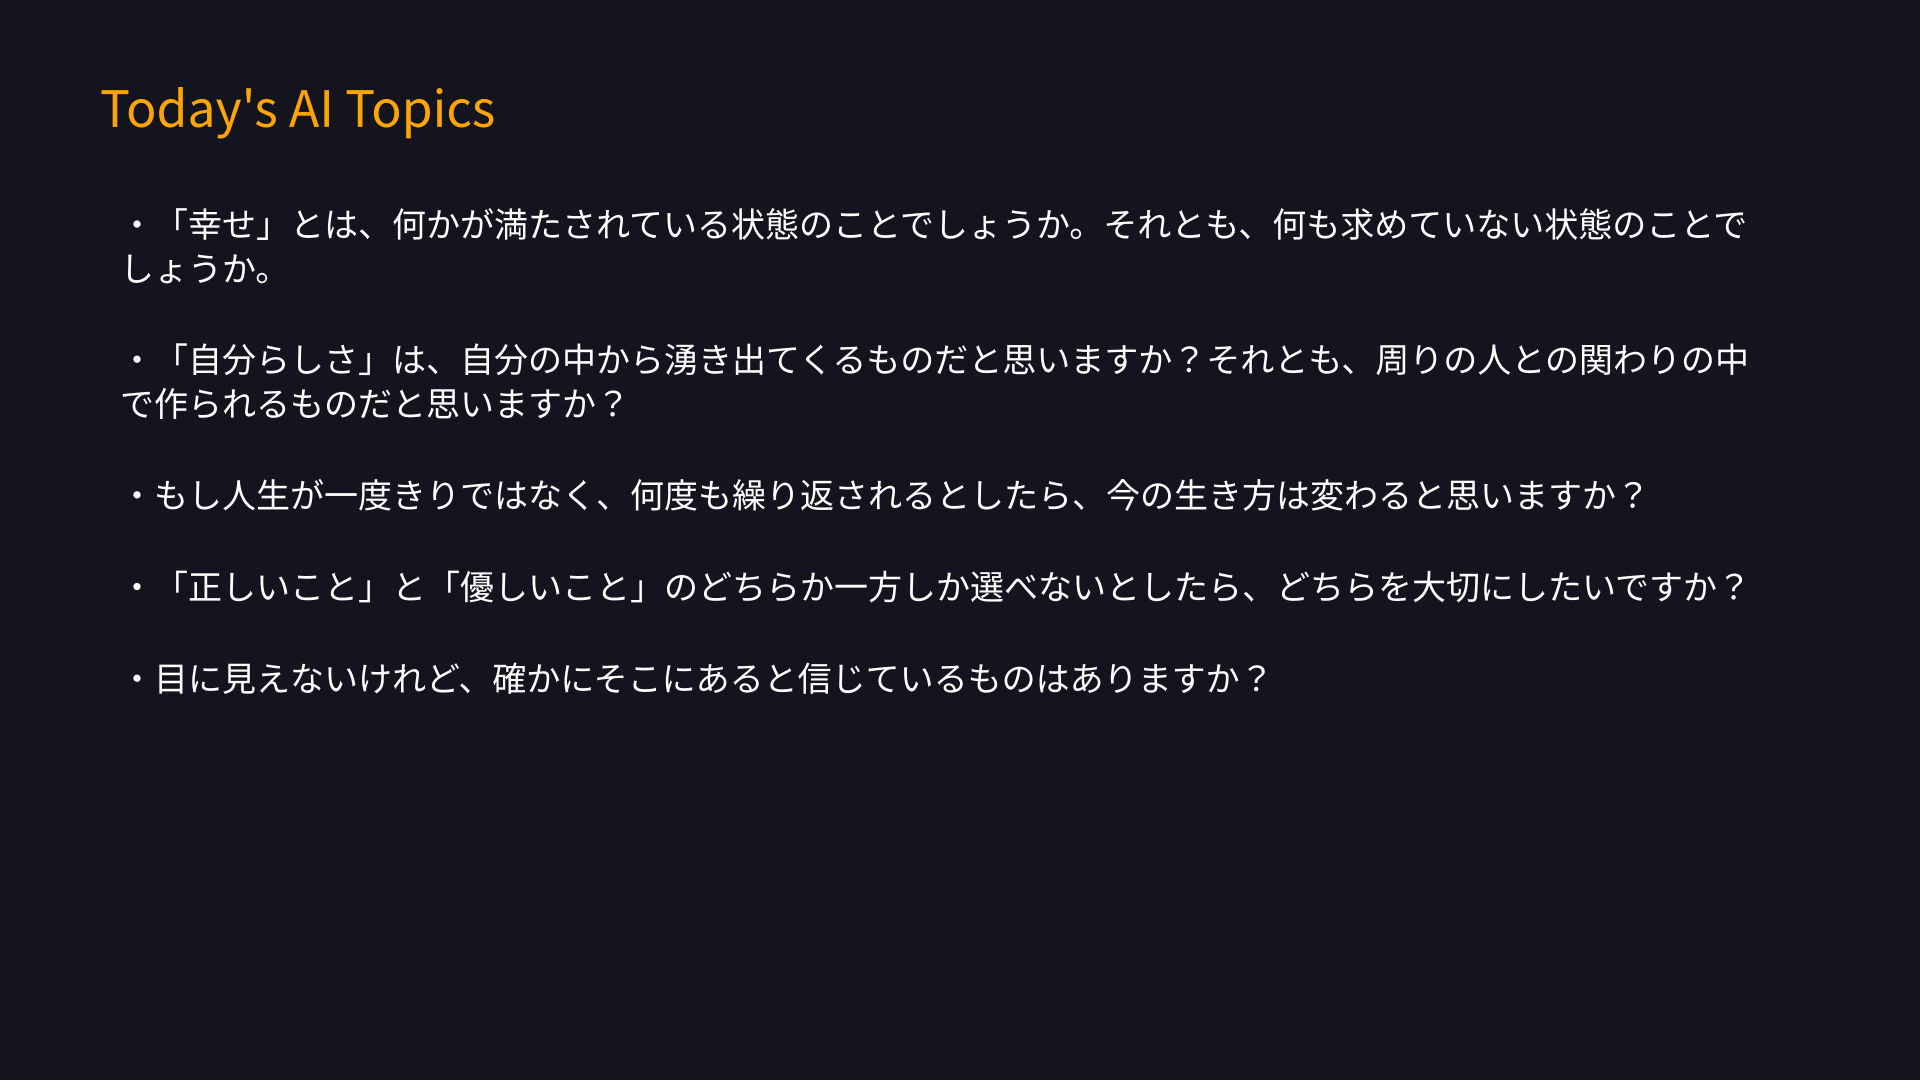 Today's AI Topics
・「幸せ」とは、何かが満たされている状態のことでしょうか。それとも、何も求めていない状態のことで
しょうか。
・「自分らしさ」は、自分の中から湧き出てくるものだと思いますか？それとも、周りの人との関わりの中
で作られるものだと思いますか？
・もし人生が一度きりではなく、何度も繰り返されるとしたら、今の生き方は変わると思いますか？
・「正しいこと」と「優しいこと」のどちらか一方しか選べないとしたら、どちらを大切にしたいですか？
・目に見えないけれど、確かにそこにあると信じているものはありますか？